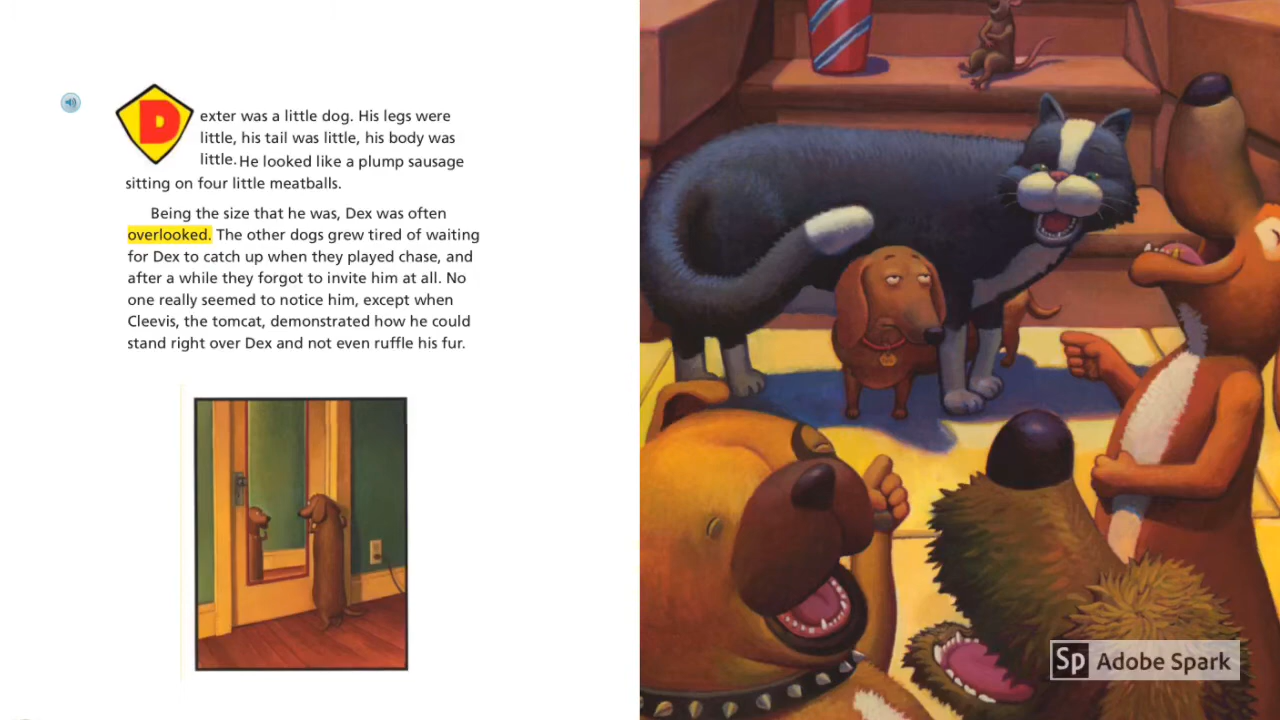 Dexter was a little dog. His legs were
little, his tail was little, his body was
little. He looked like a plump sausage
sitting on four little meatballs.
Being the size that he was, Dex was often
overlooked. The other dogs grew tired of waiting
for Dex to catch up when they played chase, and
after a while they forgot to invite him at all. No
one really seemed to notice him, except when
Cleevis, the tomcat, demonstrated how he could
stand right over Dex and not even ruffle his fur.
Sp Adobe Spark